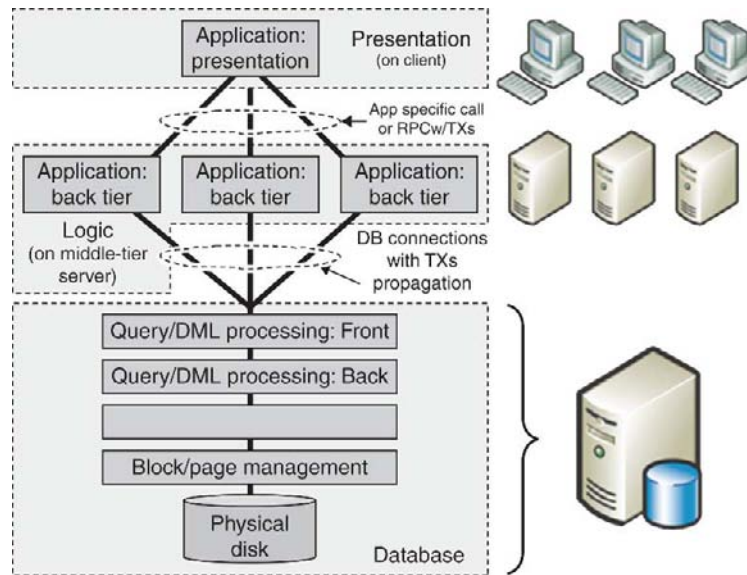 Application:
presentation
Presentation
(on client)
App specific call
or RPCw/TXs
Application:
back tier
Application:
back tier
Application:
back tier
Logic
(on middle-tier
server)
DB connections
with TXs
propagation
Query/DML processing: Front
Query/DML processing: Back
Block/page management
Physical
disk
Database